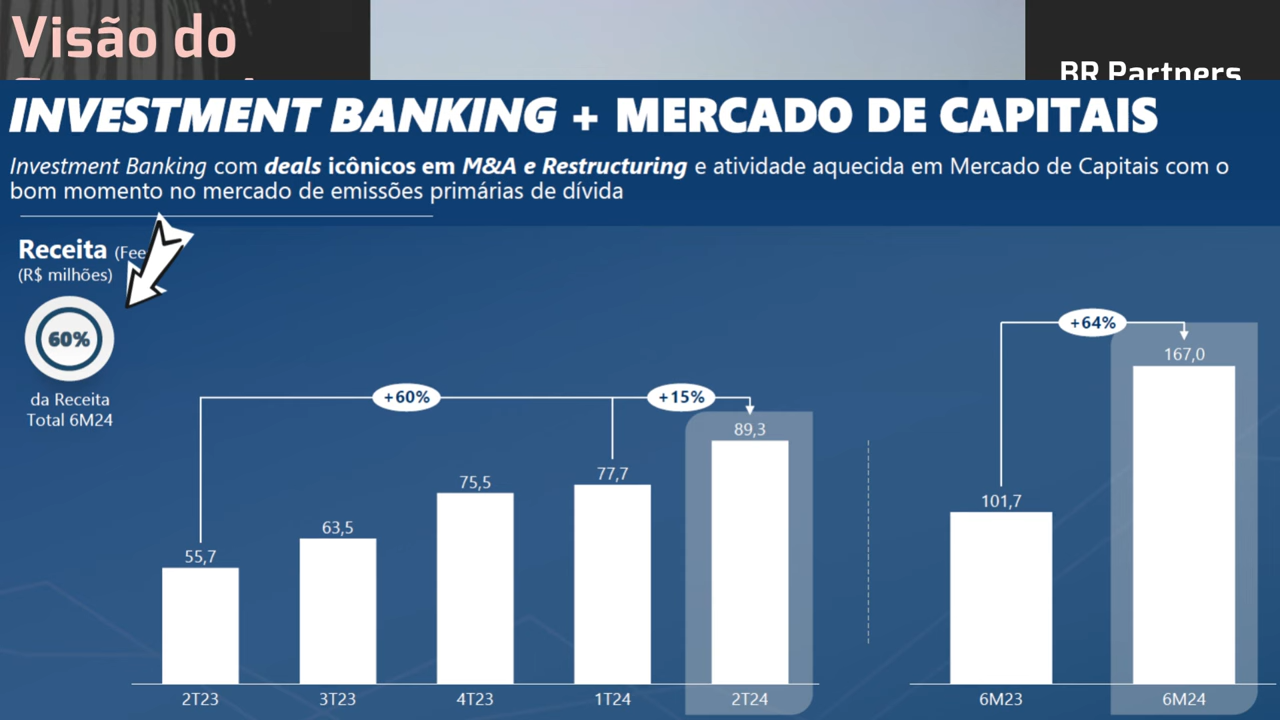 Visão do
BR Partners
INVESTMENT BANKING + MERCADO DE CAPITAIS
Investment Banking com deals icônicos em M&A e Restructuring e atividade aquecida em Mercado de Capitais com o
bom momento no mercado de emissões primárias de dívida
Receita (Fee
(R$ milhões)
60%
da Receita
Total 6M24
+60%
+15%
+64%
55,7
63,5
75,5
77,7
89,3
101,7
167,0
2T23
3T23
4T23
1T24
2T24
6M23
6M24